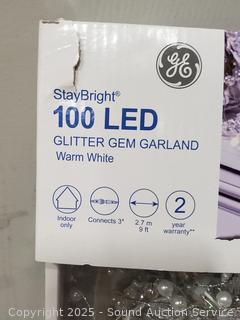 GE
StayBright®
100 LED
GLITTER GEM GARLAND
Warm White
2
Indoor only
Connects 3*
2.7 m
9 ft
year
warranty**
Copyright 2025 - Sound Auction Service